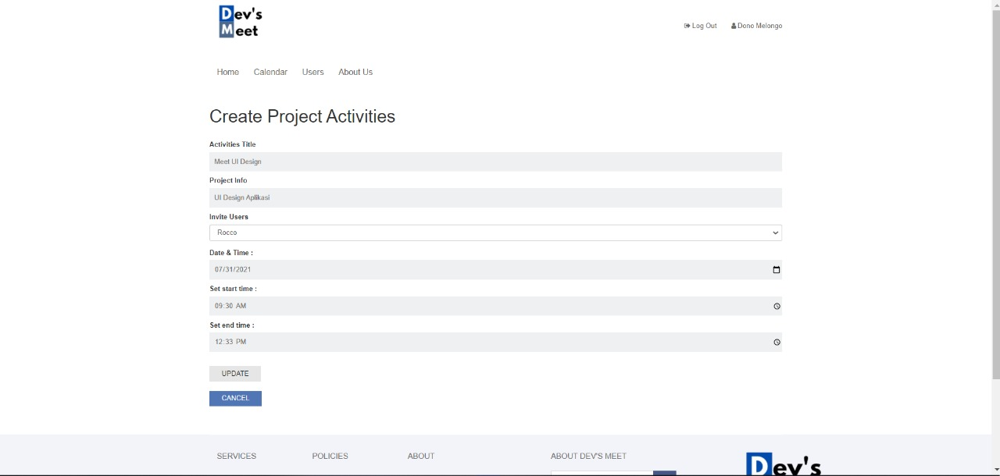 Dev's
Meet
Log Out Dono Melongo
Home Calendar Users About Us
Create Project Activities
Activities Title
Meet UI Design
Project Info
UI Design Aplikasi
Invite Users
Rocco
Date & Time :
07/31/2021
Set start time :
09:30 AM
Set end time :
12:33 PM
UPDATE
CANCEL
SERVICES POLICIES ABOUT ABOUT DEV'S MEET
Dev's